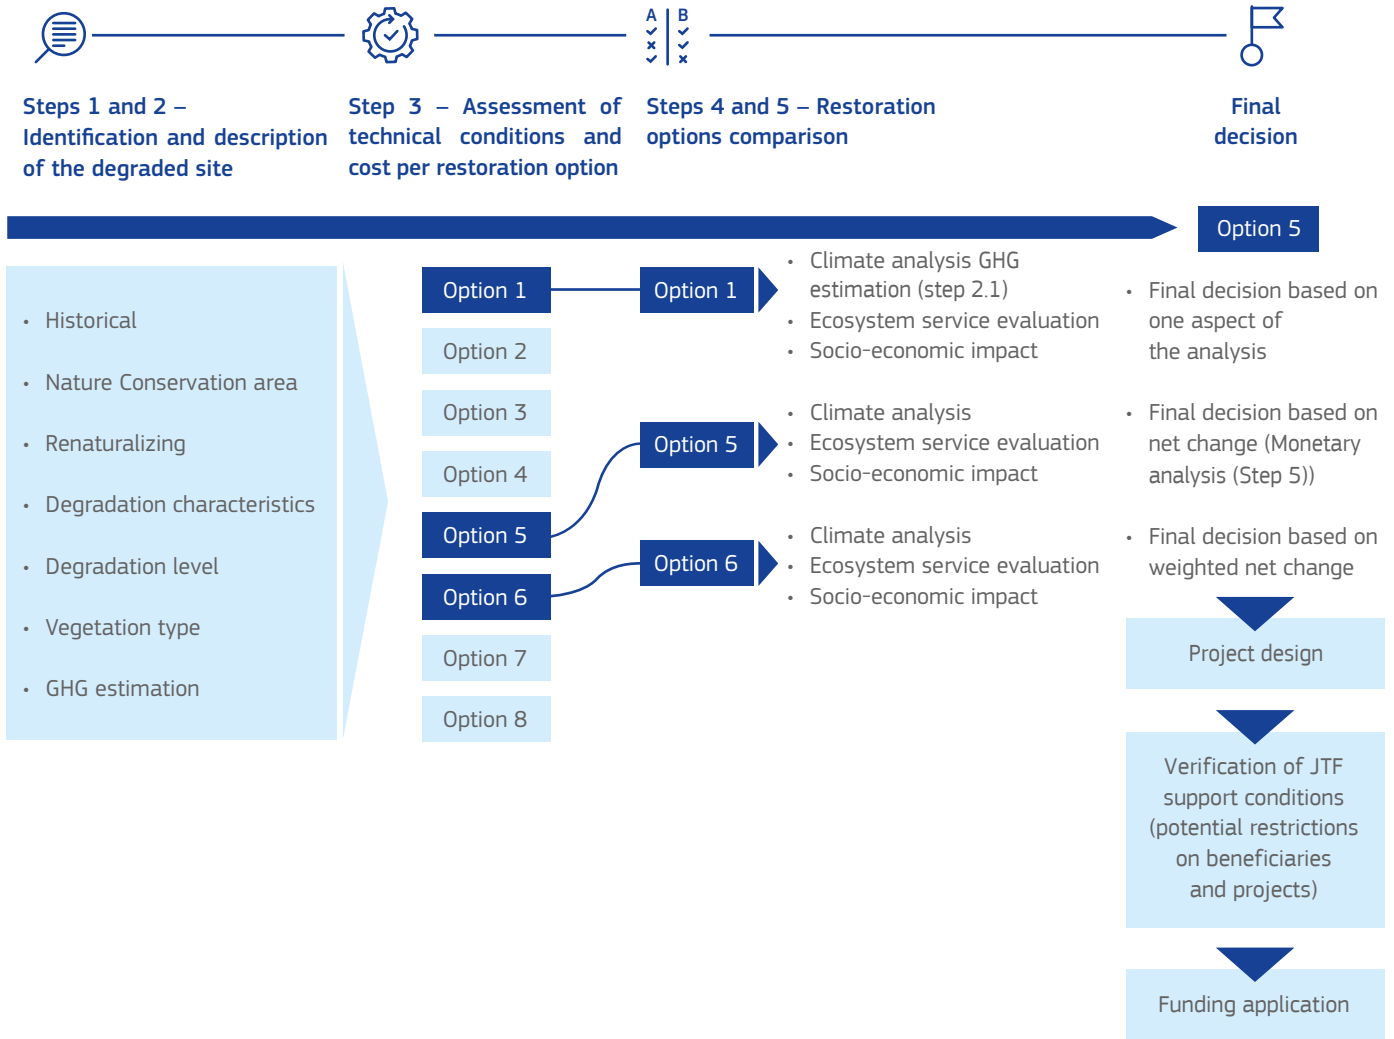 A B
Steps 1 and 2 –
Identification and description
of the degraded site
Step 3 – Assessment of
technical conditions and
cost per restoration option
Steps 4 and 5 – Restoration
options comparison
Final
decision
Option 5
• Historical
• Nature Conservation area
• Renaturalizing
• Degradation characteristics
• Degradation level
• Vegetation type
• GHG estimation
Option 1
Option 2
Option 3
Option 4
Option 5
Option 6
Option 7
Option 8
Option 1
• Climate analysis GHG
estimation (step 2.1)
• Ecosystem service evaluation
• Socio-economic impact
Option 5
• Climate analysis
• Ecosystem service evaluation
• Socio-economic impact
Option 6
• Climate analysis
• Ecosystem service evaluation
• Socio-economic impact
• Final decision based on
one aspect of
the analysis
• Final decision based on
net change (Monetary
analysis (Step 5))
• Final decision based on
weighted net change
Project design
Verification of JTF
support conditions
(potential restrictions
on beneficiaries
and projects)
Funding application